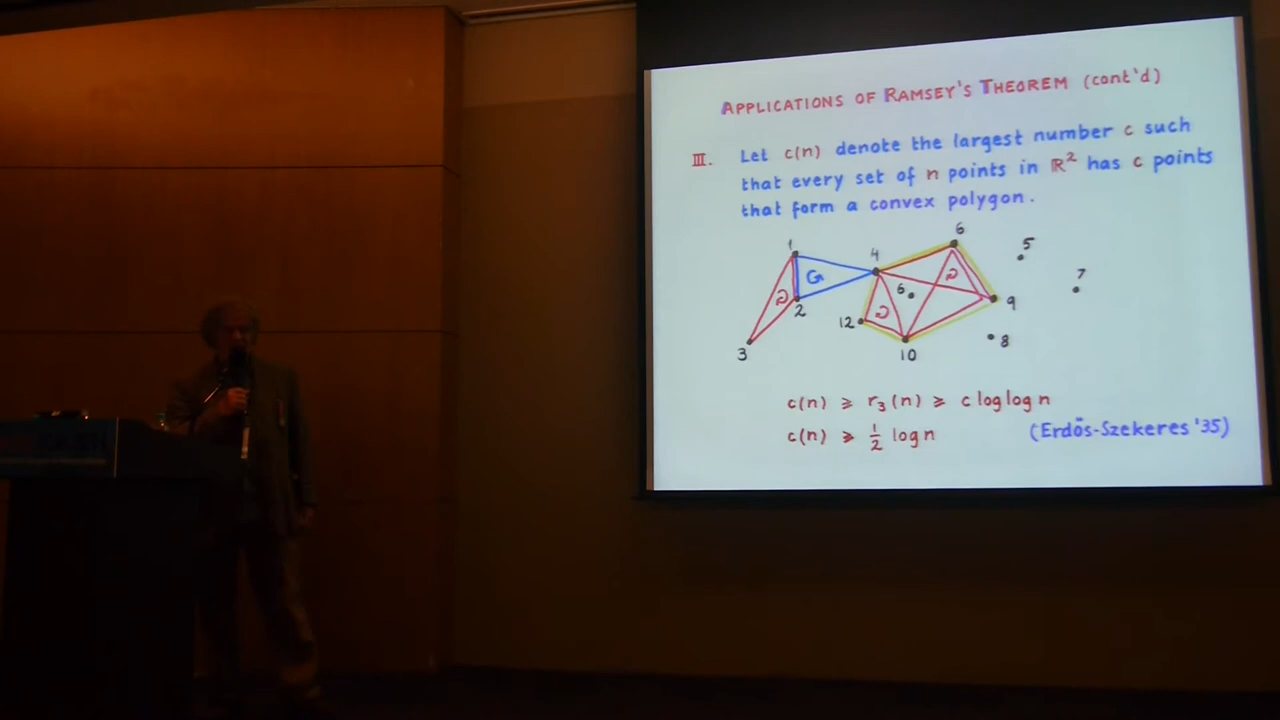 APPLICATIONS OF RAMSEY'S THEOREM (cont'd)
III. Let c(n) denote the largest number c such
that every set of n points in ℝ² has c points
that form a convex polygon.
1
2
3
4
6
5
7
6
9
12
10
8
c(n) ≥ r₃(n) ≥ c log log n
c(n) ≥ ½ log n
(Erdős-Szekeres '35)